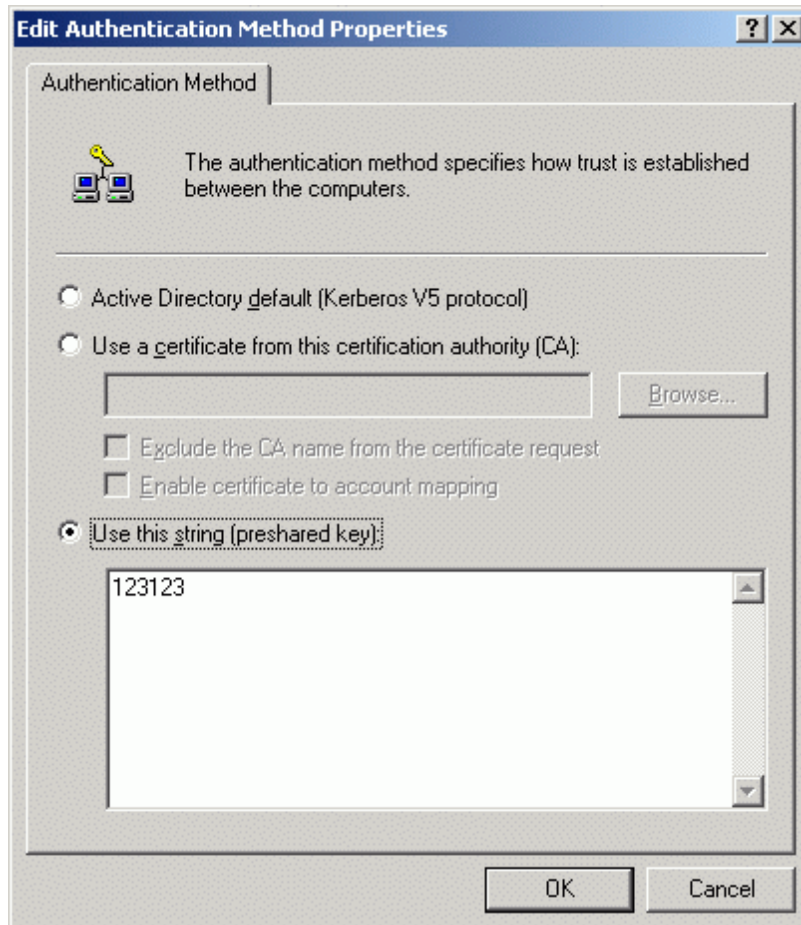 Edit Authentication Method Properties
Authentication Method
The authentication method specifies how trust is established
between the computers.
Active Directory default (Kerberos V5 protocol)
Use a certificate from this certification authority (CA):
Browse...
Exclude the CA name from the certificate request
Enable certificate to account mapping
Use this string (preshared key):
123123
OK Cancel